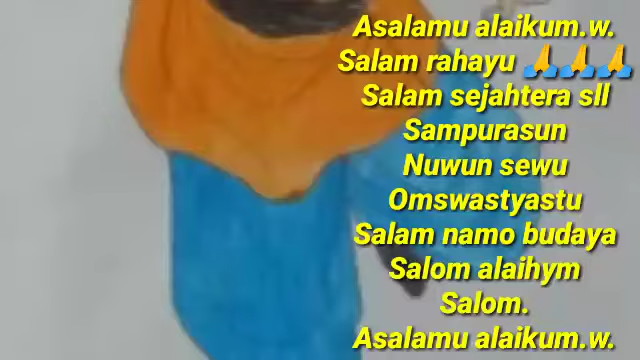 Asalamu alaikum.w.
Salam rahayu 🙏🙏🙏
Salam sejahtera sll
Sampurasun
Nuwun sewu
Omswastyastu
Salam namo budaya
Salom alaihym
Salom.
Asalamu alaikum.w.